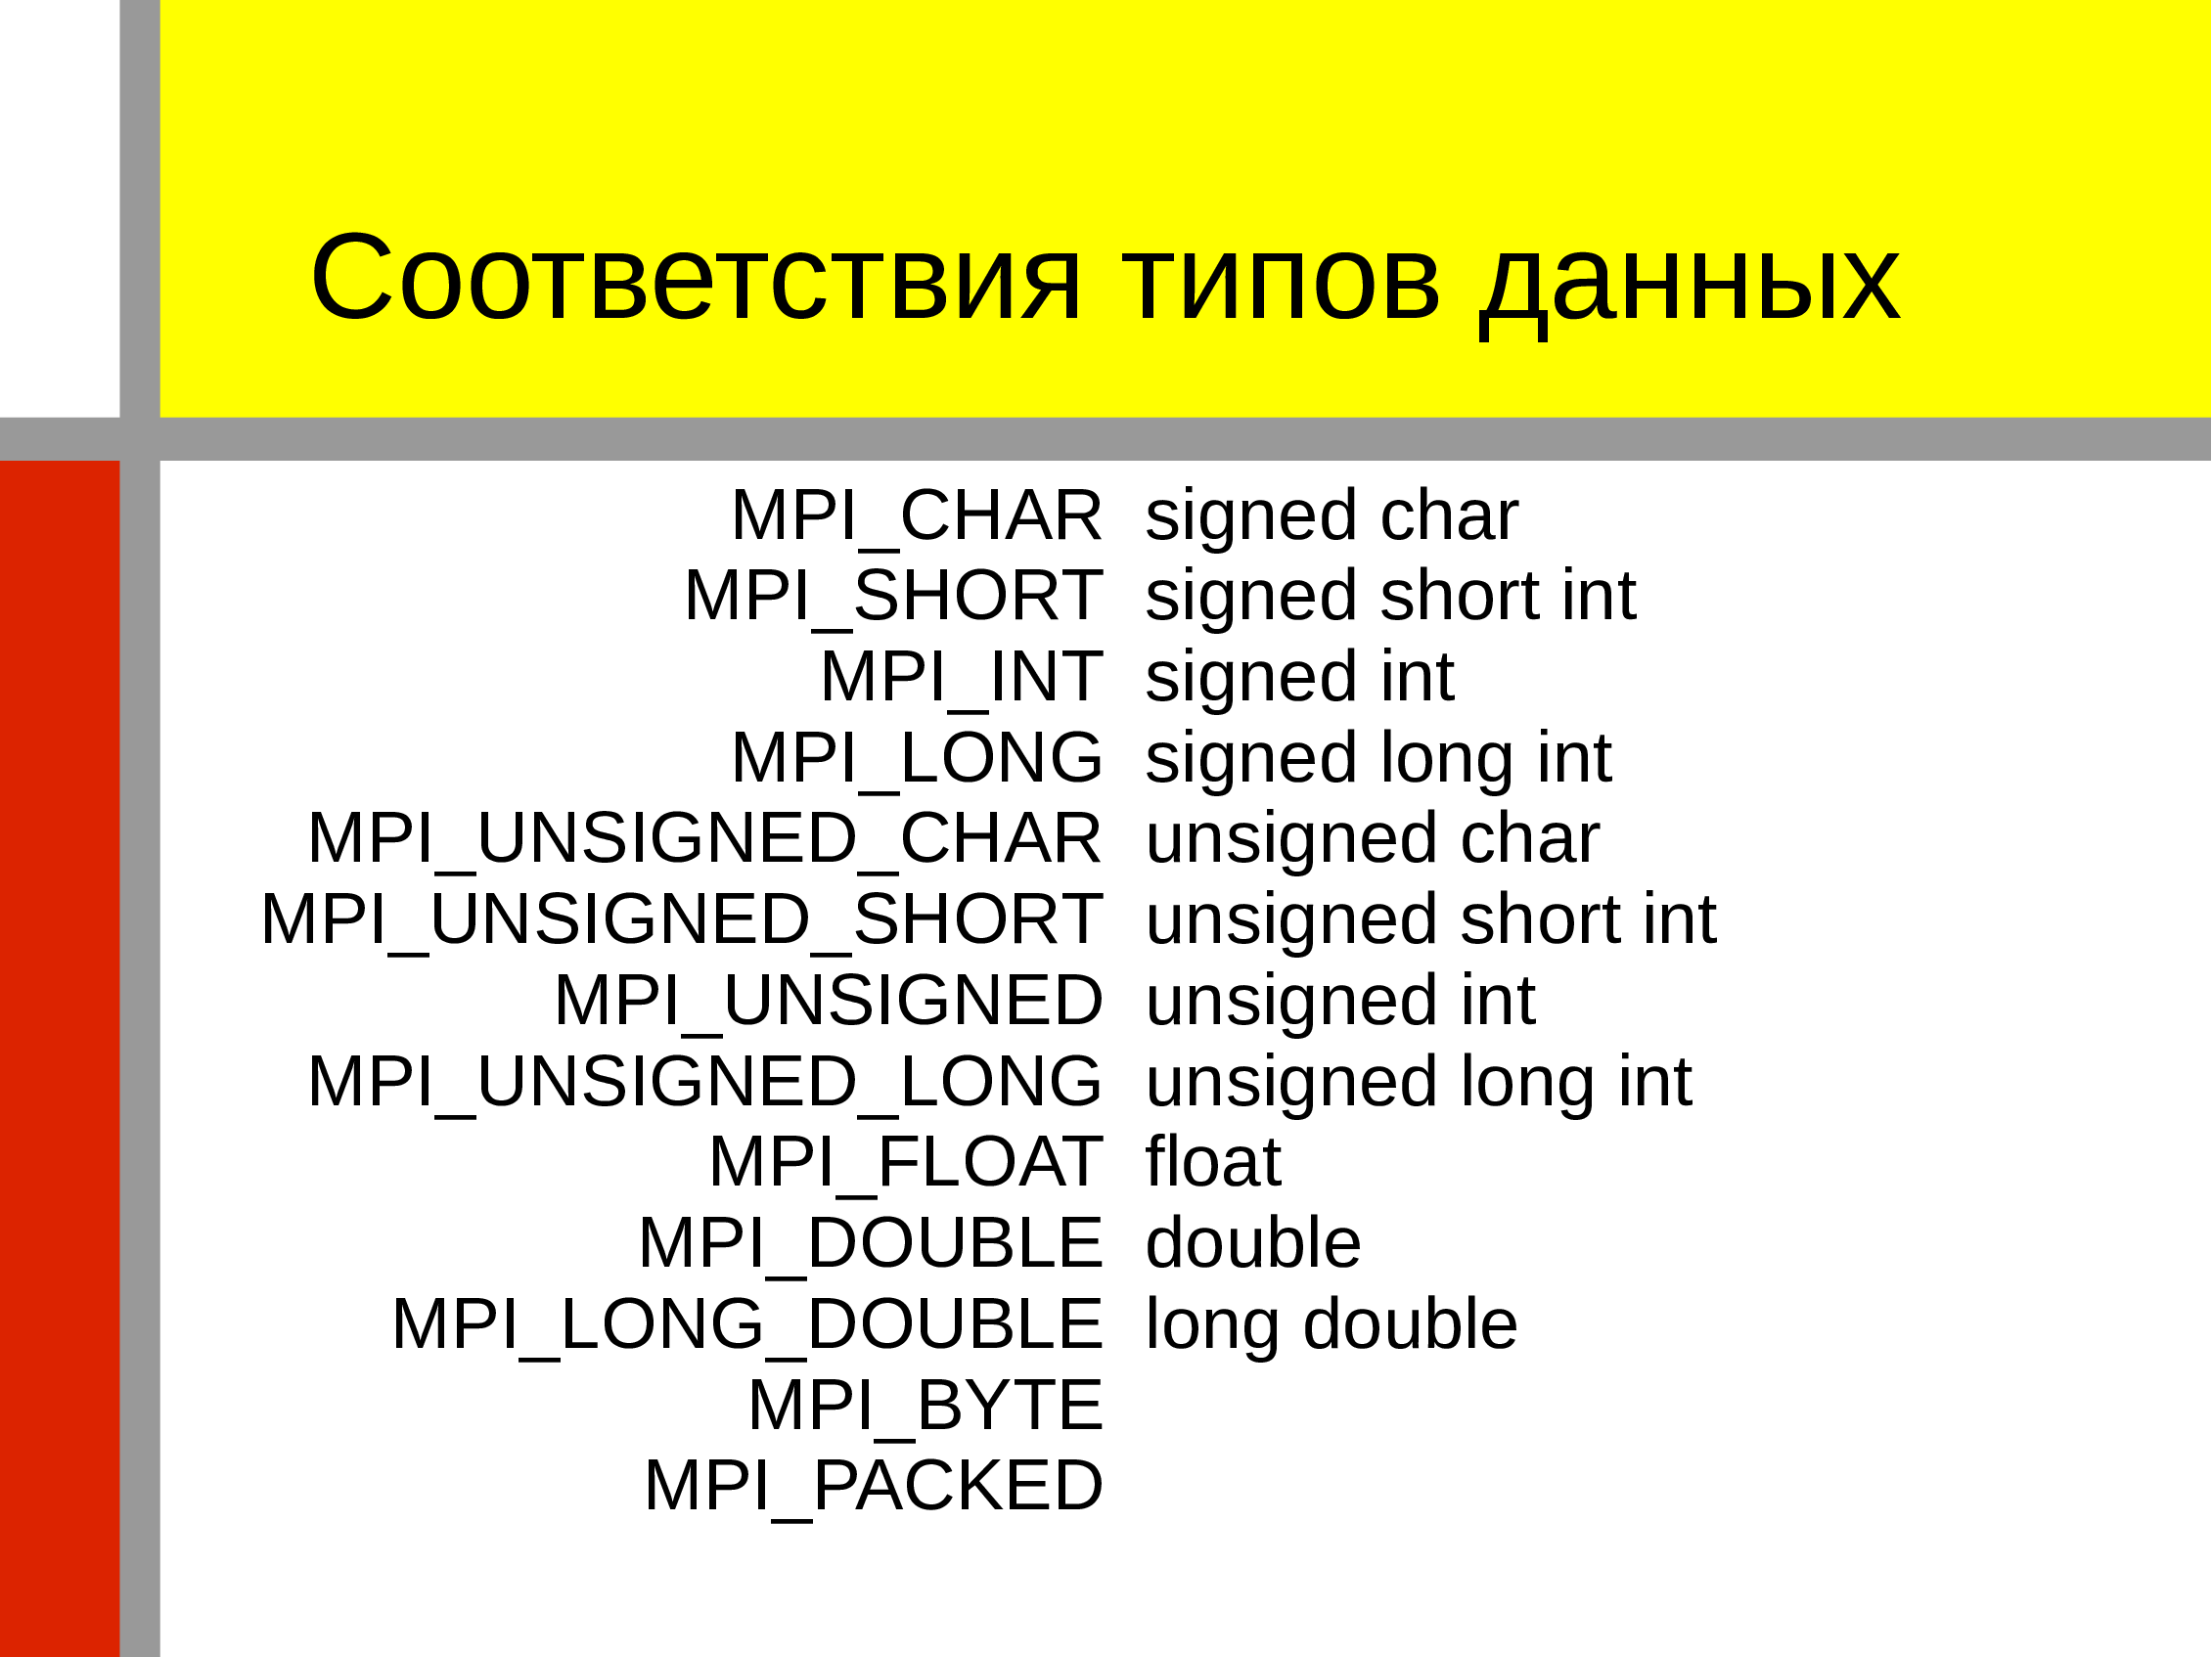 Соответствия типов данных
MPI_CHAR signed char
MPI_SHORT signed short int
MPI_INT signed int
MPI_LONG signed long int
MPI_UNSIGNED_CHAR unsigned char
MPI_UNSIGNED_SHORT unsigned short int
MPI_UNSIGNED unsigned int
MPI_UNSIGNED_LONG unsigned long int
MPI_FLOAT float
MPI_DOUBLE double
MPI_LONG_DOUBLE long double
MPI_BYTE
MPI_PACKED